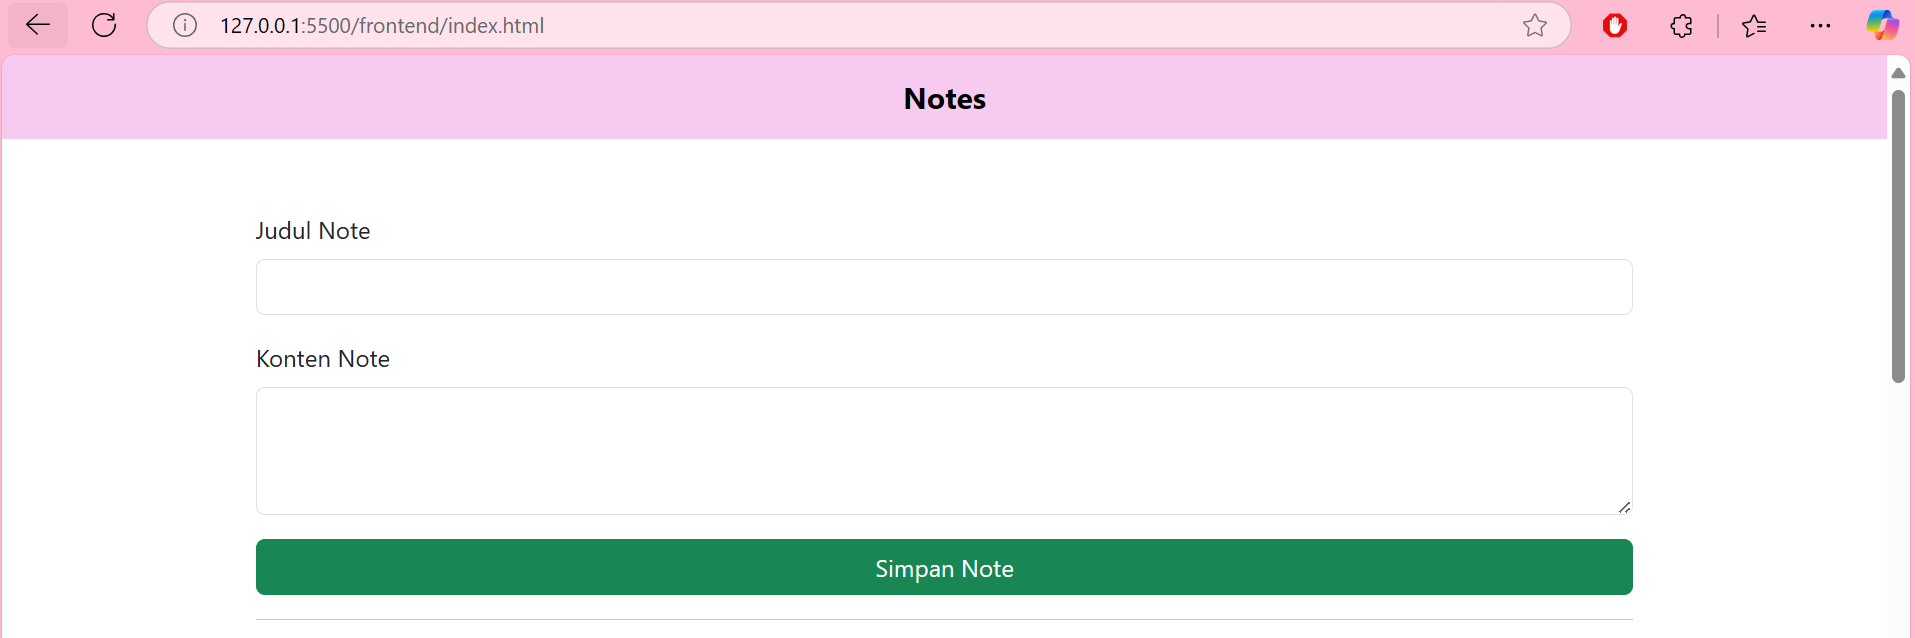 127.0.0.1:5500/frontend/index.html
Notes
Judul Note
Konten Note
Simpan Note